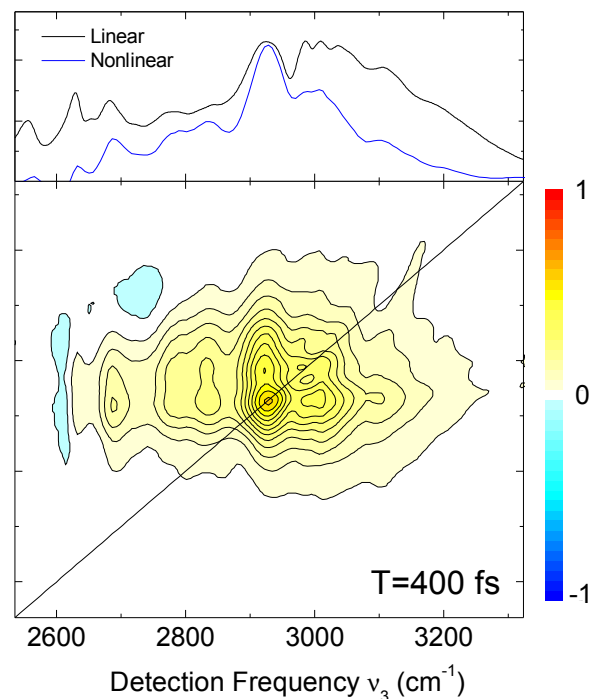 Linear
Nonlinear
1
0
-1
T=400 fs
2600 2800 3000 3200
Detection Frequency ν₃ (cm⁻¹)